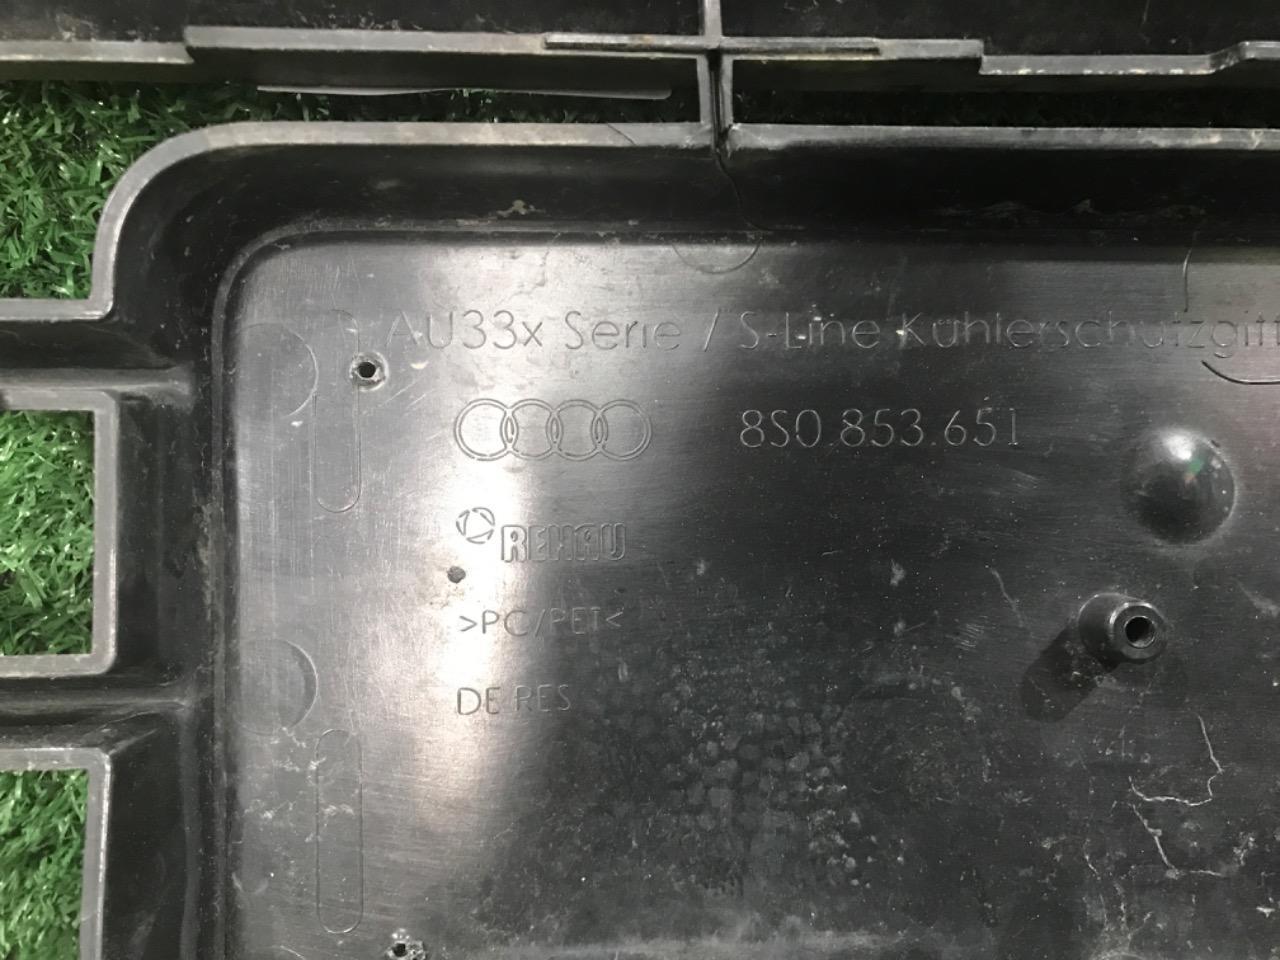 AU33x Serie / S-Line Kühlerschutzgitt
8S0.853.651
REHAU
>PC/PET<
DE RES